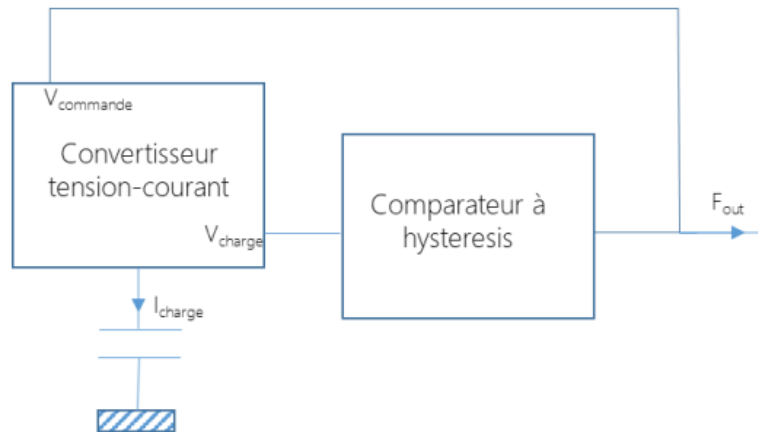 Vcommande
Convertisseur
tension-courant
Vcharge
Icharge
Comparateur à
hysteresis
Fout